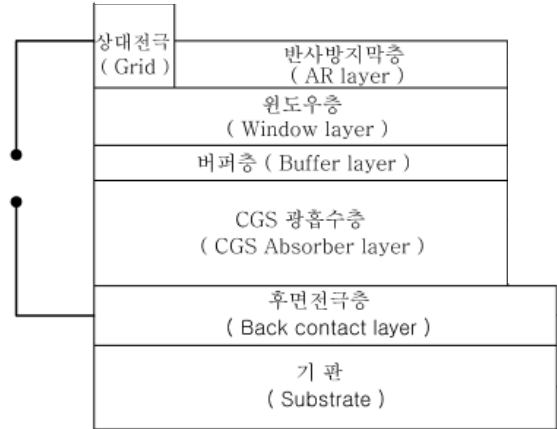 상대전극
( Grid )
반사방지막층
( AR layer )
윈도우층
( Window layer )
버퍼층 ( Buffer layer )
CGS 광흡수층
( CGS Absorber layer )
후면전극층
( Back contact layer )
기 판
( Substrate )